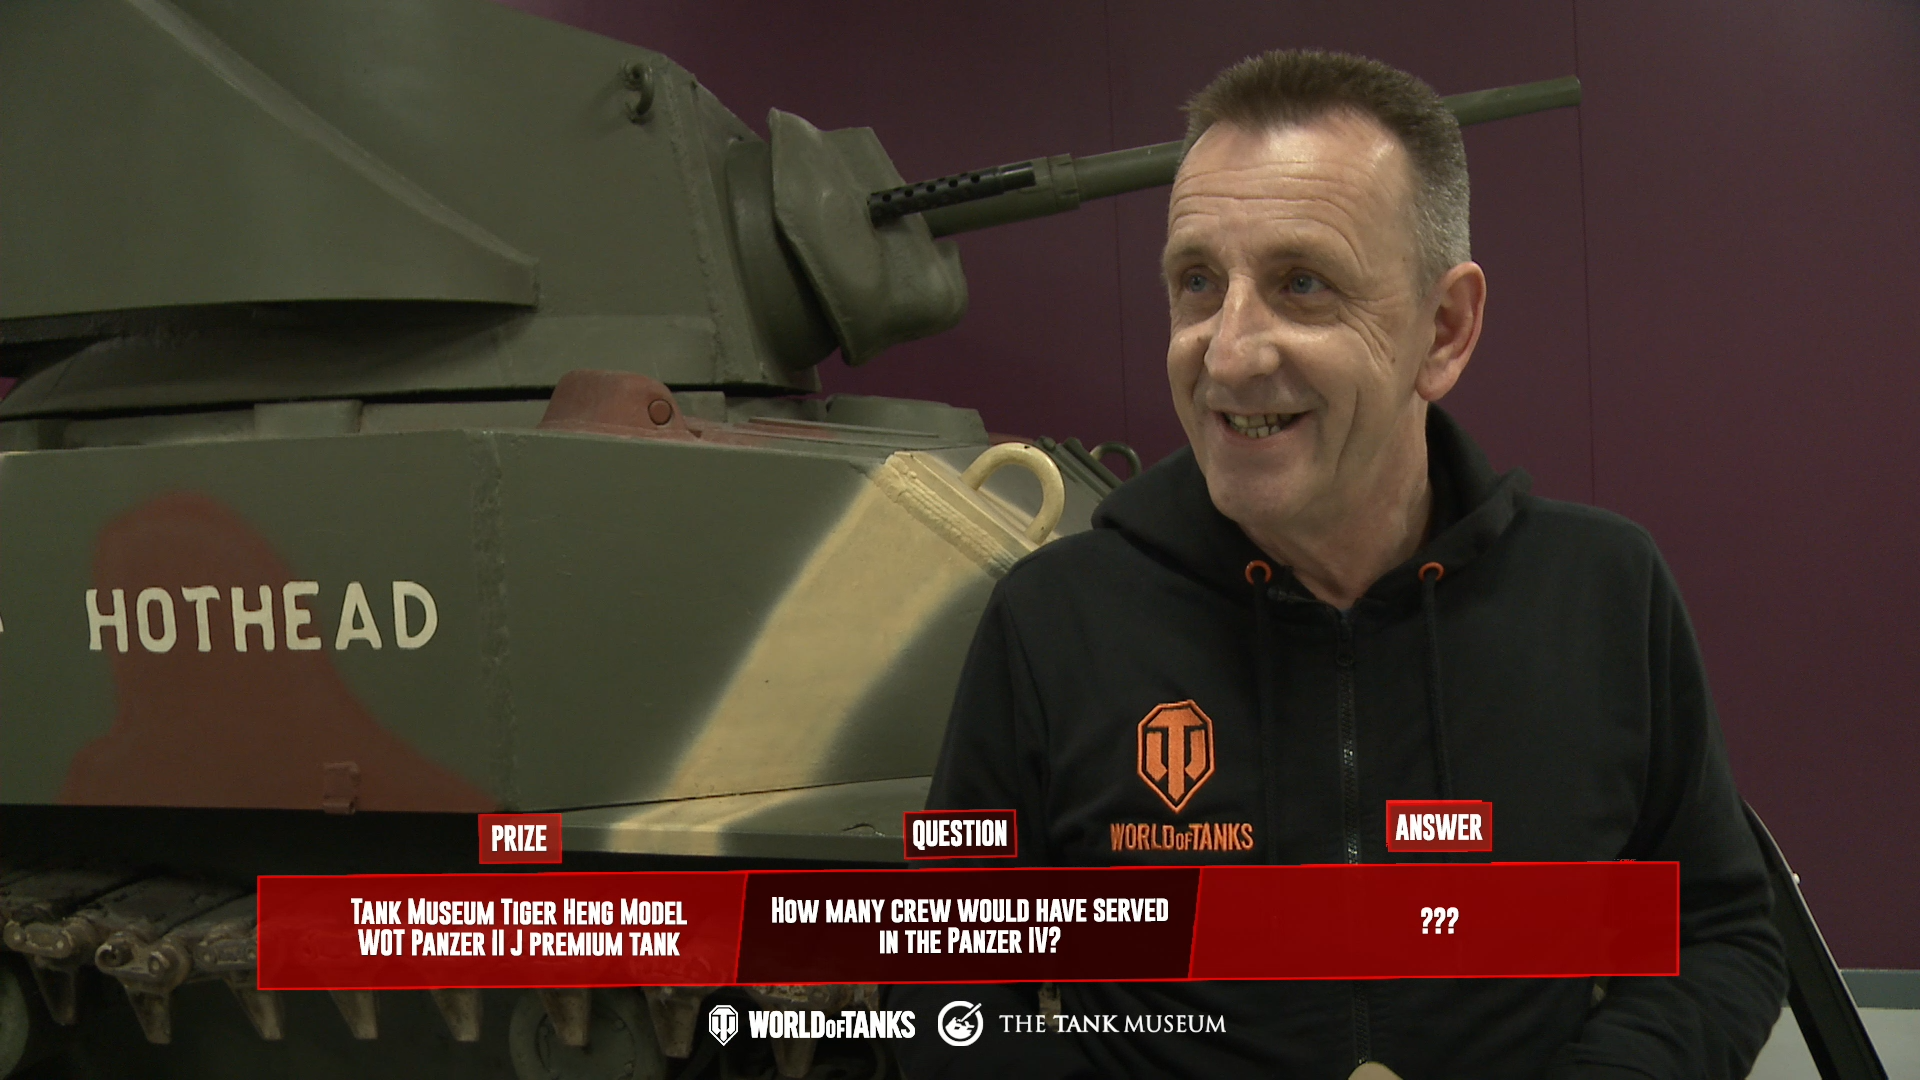 HOTHEAD
WORLD OF TANKS
PRIZE
QUESTION
ANSWER
TANK MUSEUM TIGER HENG MODEL
WOT PANZER II J PREMIUM TANK
HOW MANY CREW WOULD HAVE SERVED
IN THE PANZER IV?
???
WORLD OF TANKS
THE TANK MUSEUM